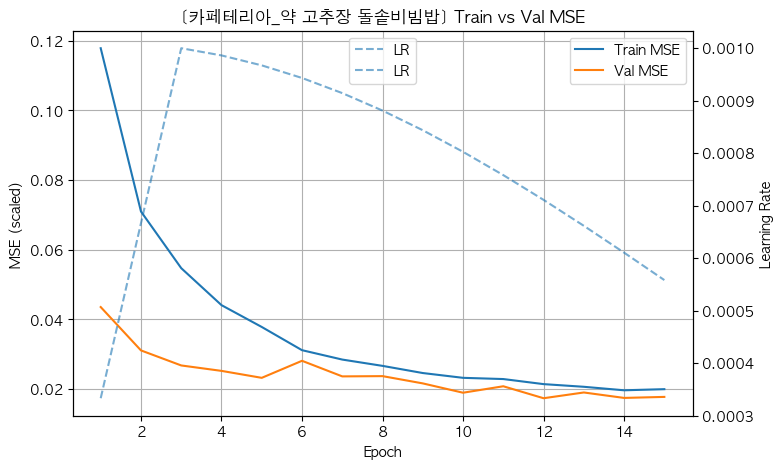 [카페테리아_약 고추장 돌솥비빔밥] Train vs Val MSE
LR
LR
Train MSE
Val MSE
MSE (scaled)
0.12
0.10
0.08
0.06
0.04
0.02
0.0010
0.0009
0.0008
0.0007
0.0006
0.0005
0.0004
0.0003
Learning Rate
2
4
6
8
10
12
14
Epoch